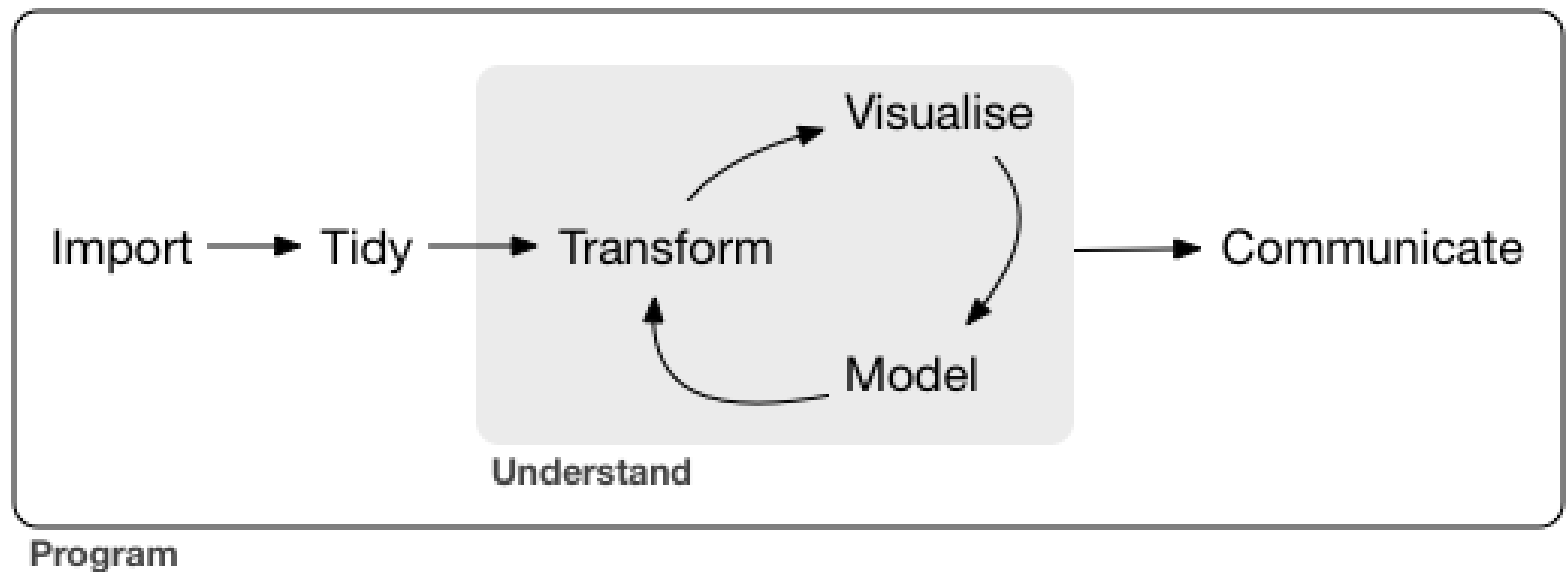 Visualise
Import
Tidy
Transform
Communicate
Model
Understand
Program